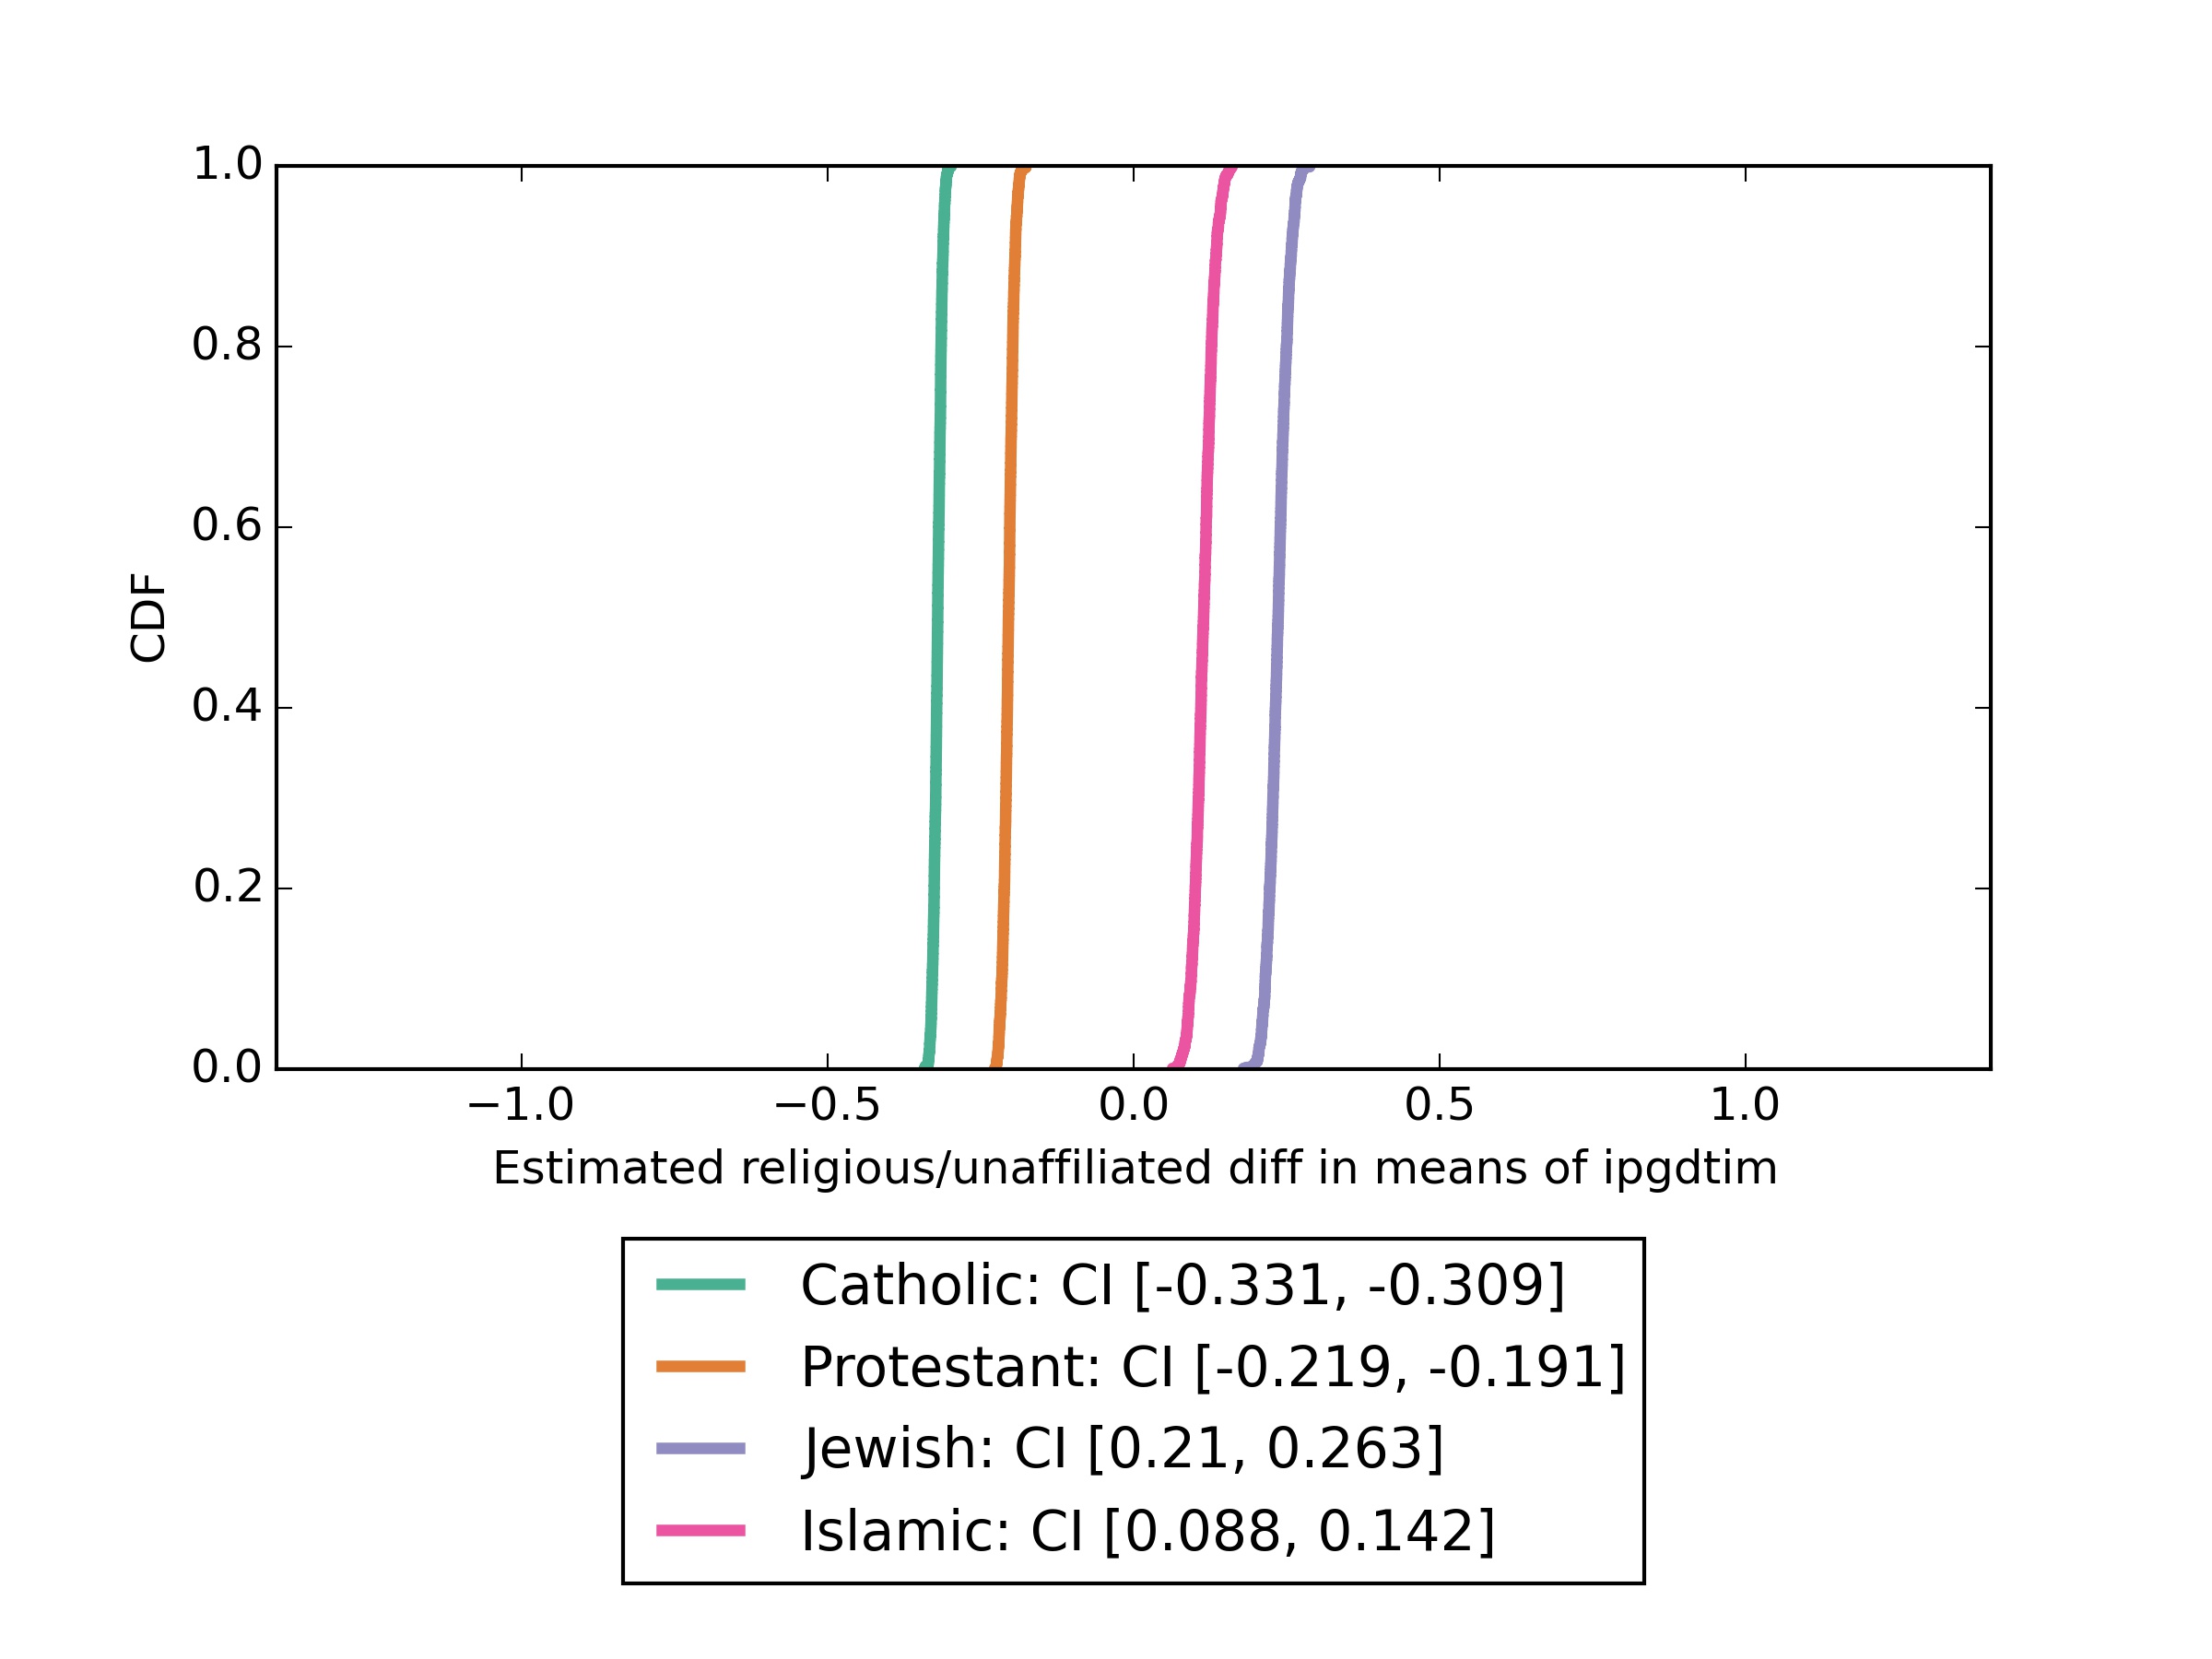 1.0
0.8
0.6
0.4
0.2
0.0
CDF
−1.0 −0.5 0.0 0.5 1.0
Estimated religious/unaffiliated diff in means of ipgdtim
Catholic: CI [-0.331, -0.309]
Protestant: CI [-0.219, -0.191]
Jewish: CI [0.21, 0.263]
Islamic: CI [0.088, 0.142]